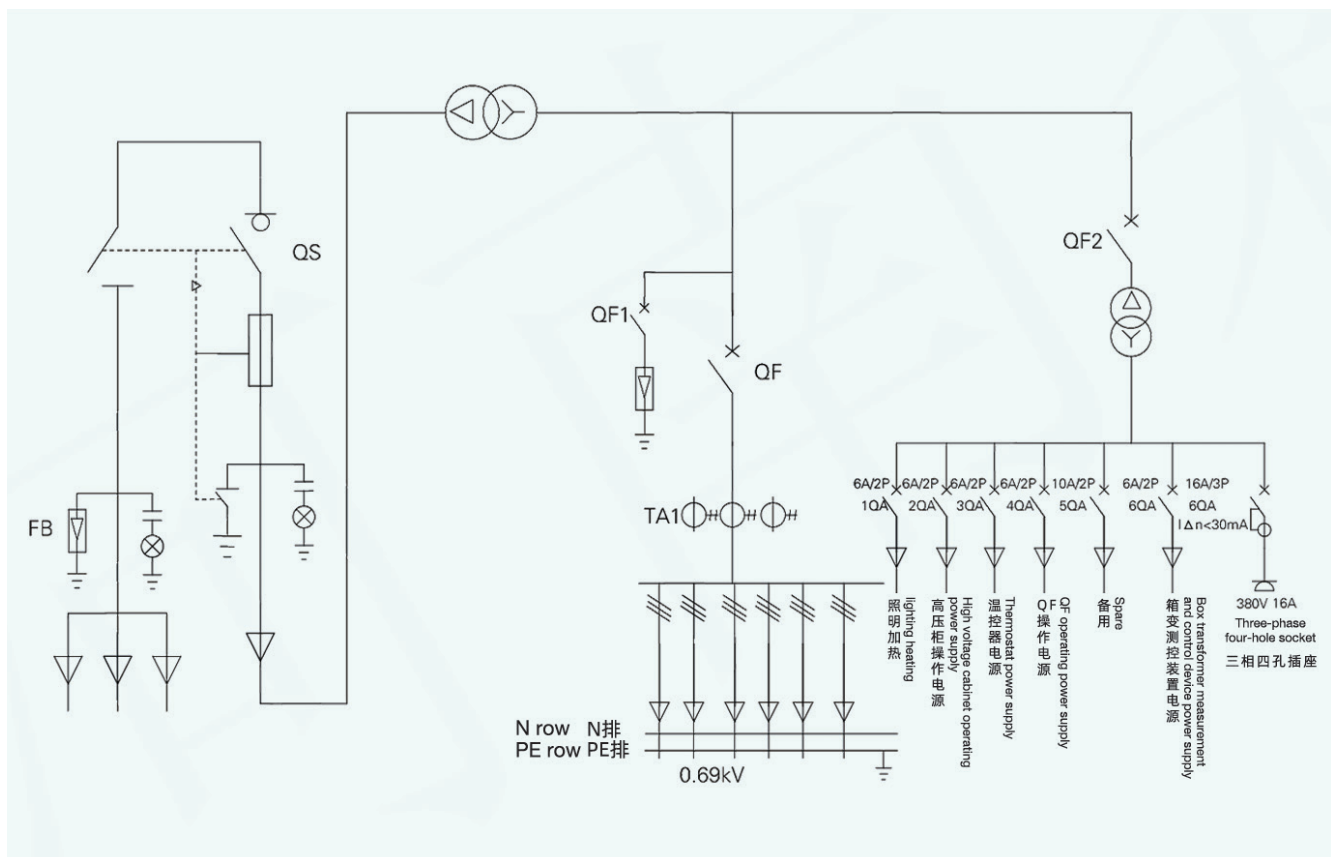 QS
QF2
QF1
QF
6A/2P 6A/2P 6A/2P 6A/2P 10A/2P 6A/2P 16A/3P
1QA 2QA 3QA 4QA 5QA 6QA 6QA
I△n<30mA
TA1
FB
照明加热
lighting heating
高压柜操作电源
High voltage cabinet operating
power supply
温控器电源
Thermostat power supply
QF操作电源
QF operating power supply
备用
Spare
箱变测控装置电源
Box transformer measurement
and control device power supply
380V 16A
Three-phase
four-hole socket
三相四孔插座
N row N排
PE row PE排
0.69kV